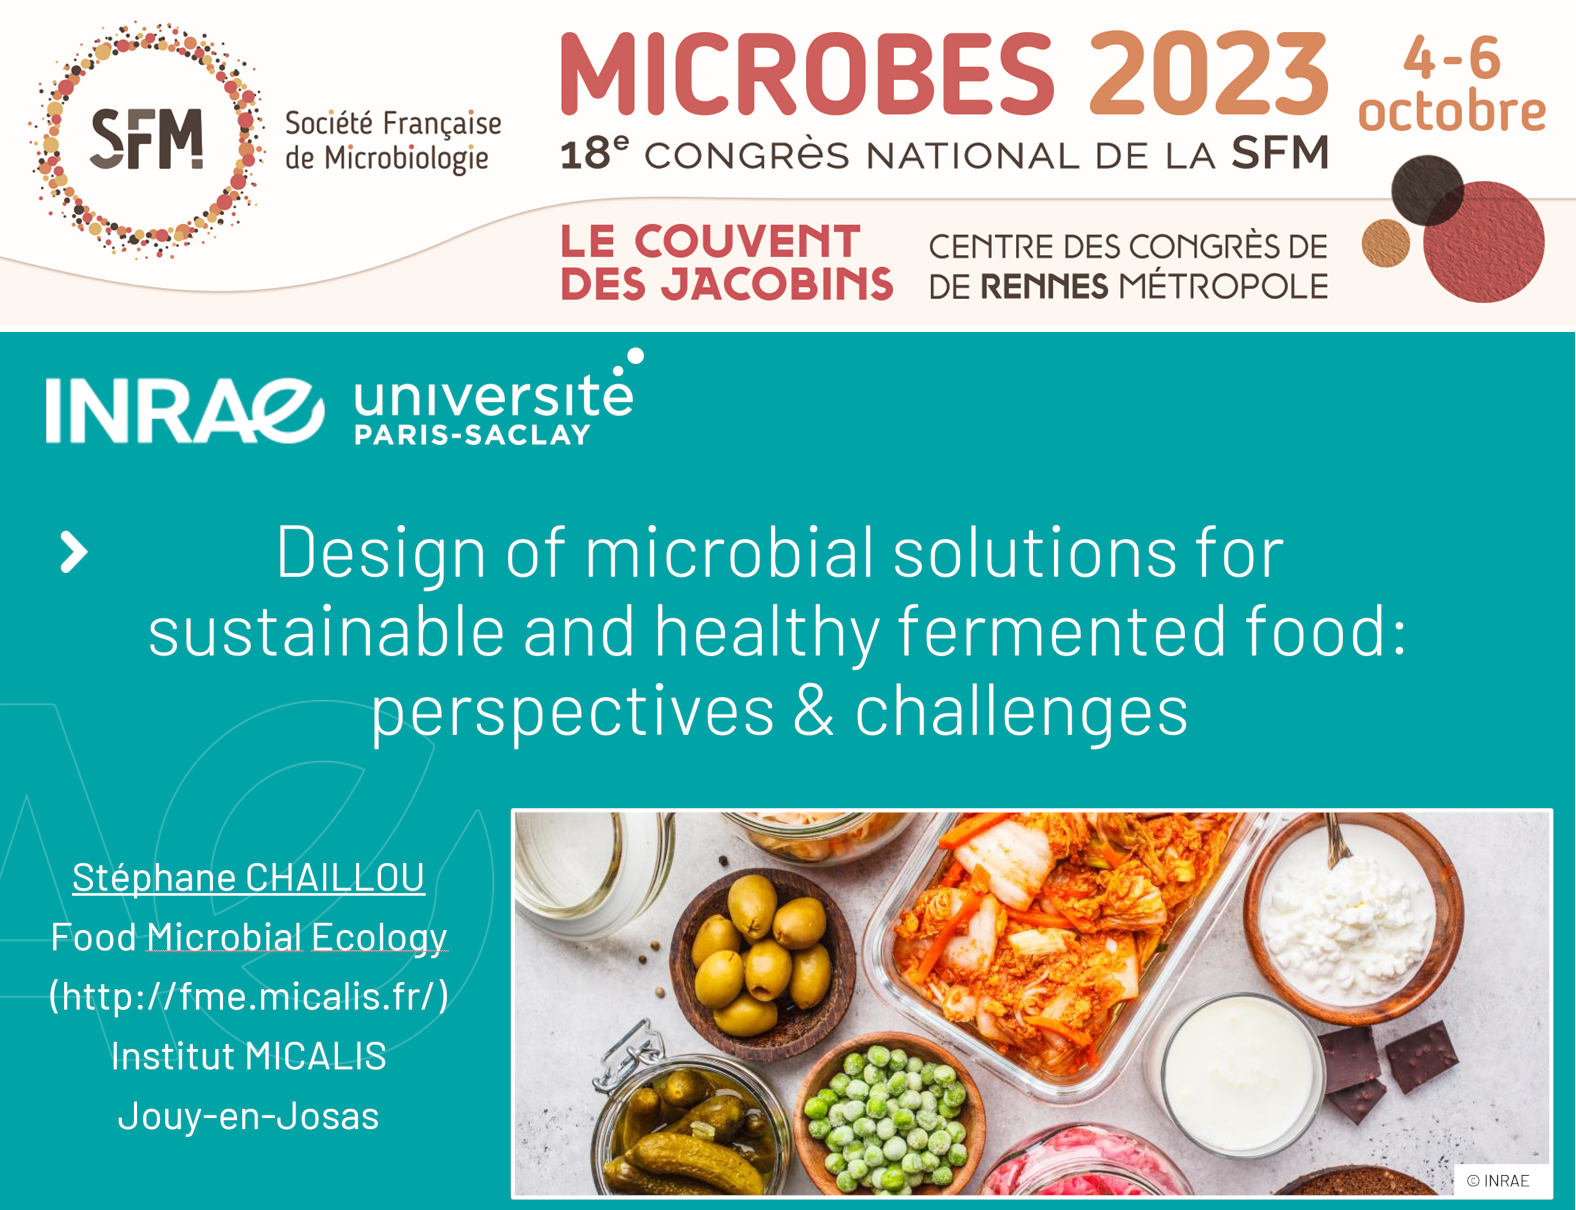 SFM
Société Française
de Microbiologie
MICROBES 2023
18e CONGRès NATIONAL DE LA SFM
4-6
octobre
LE COUVENT
DES JACOBINS
CENTRE DES CONGRÈS DE
DE RENNES MÉTROPOLE
INRAE
université
PARIS-SACLAY
Design of microbial solutions for
sustainable and healthy fermented food:
perspectives & challenges
Stéphane CHAILLOU
Food Microbial Ecology
(http://fme.micalis.fr/)
Institut MICALIS
Jouy-en-Josas
© INRAE